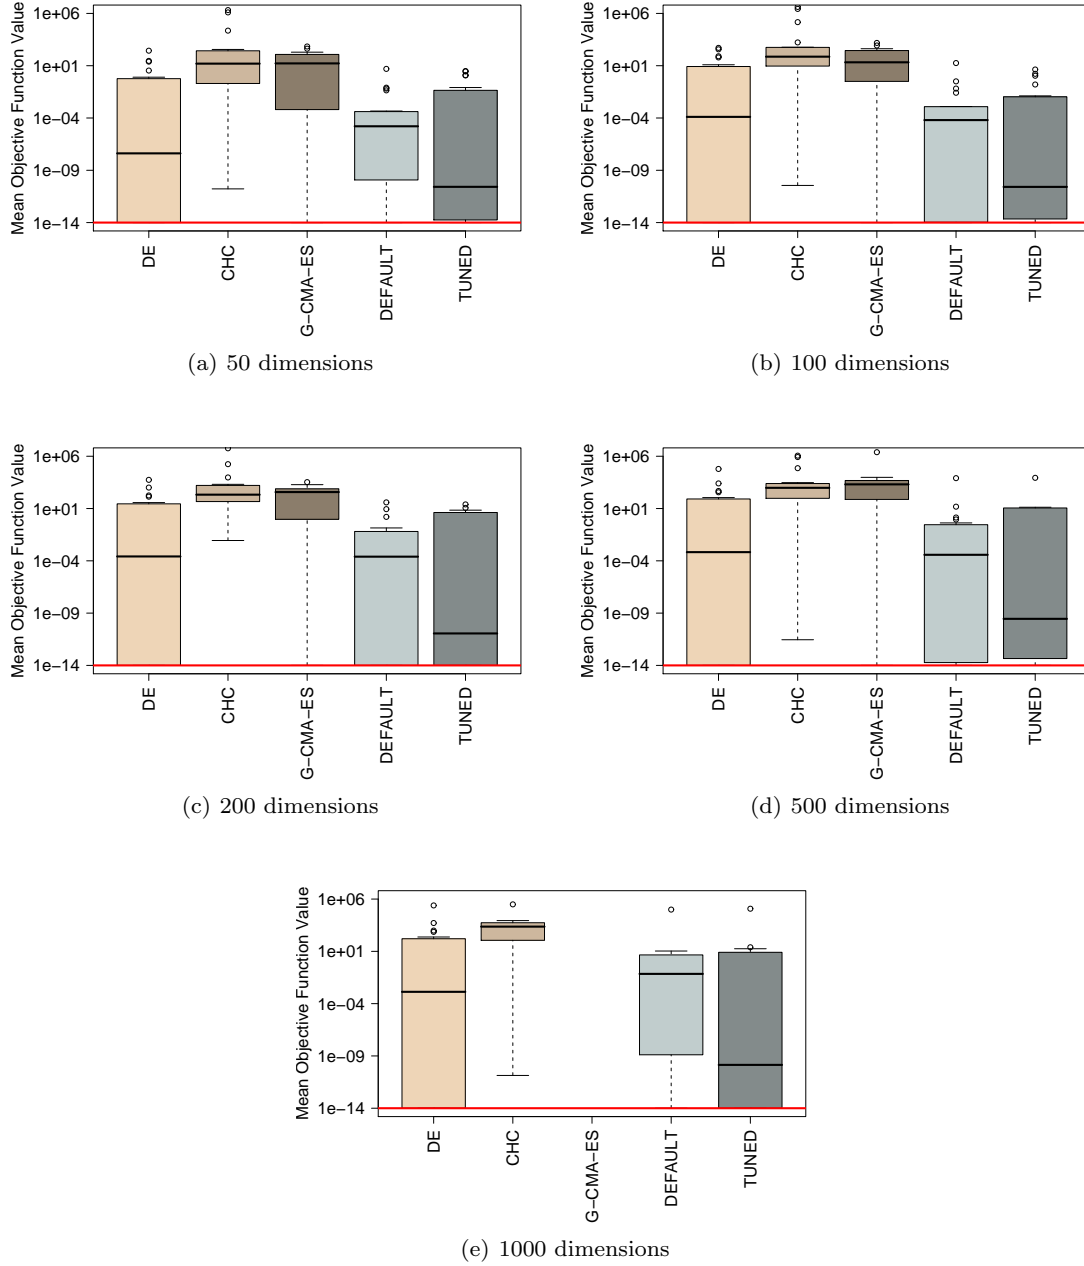 Mean Objective Function Value
1e+06
1e+01
1e−04
1e−09
1e−14
DE
CHC
G−CMA−ES
DEFAULT
TUNED
(a) 50 dimensions
Mean Objective Function Value
1e+06
1e+01
1e−04
1e−09
1e−14
DE
CHC
G−CMA−ES
DEFAULT
TUNED
(b) 100 dimensions
Mean Objective Function Value
1e+06
1e+01
1e−04
1e−09
1e−14
DE
CHC
G−CMA−ES
DEFAULT
TUNED
(c) 200 dimensions
Mean Objective Function Value
1e+06
1e+01
1e−04
1e−09
1e−14
DE
CHC
G−CMA−ES
DEFAULT
TUNED
(d) 500 dimensions
Mean Objective Function Value
1e+06
1e+01
1e−04
1e−09
1e−14
DE
CHC
G−CMA−ES
DEFAULT
TUNED
(e) 1000 dimensions